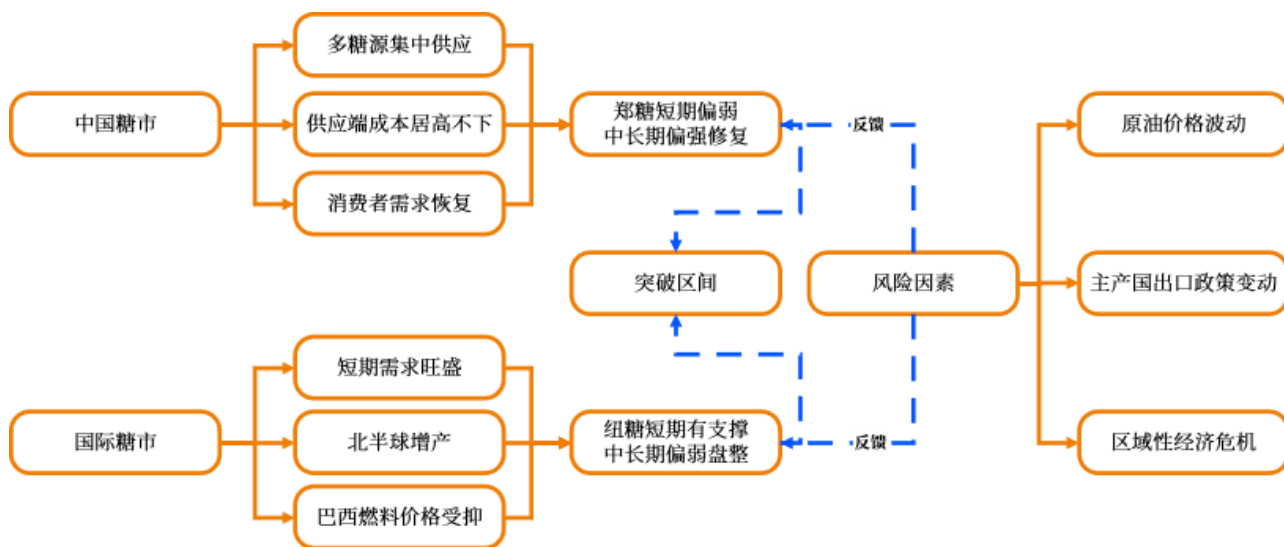 多糖源集中供应
中国糖市
供应端成本居高不下
消费者需求恢复
郑糖短期偏弱
中长期偏强修复
反馈
原油价格波动
突破区间
风险因素
主产国出口政策变动
短期需求旺盛
国际糖市
北半球增产
巴西燃料价格受抑
纽糖短期有支撑
中长期偏弱盘整
反馈
区域性经济危机